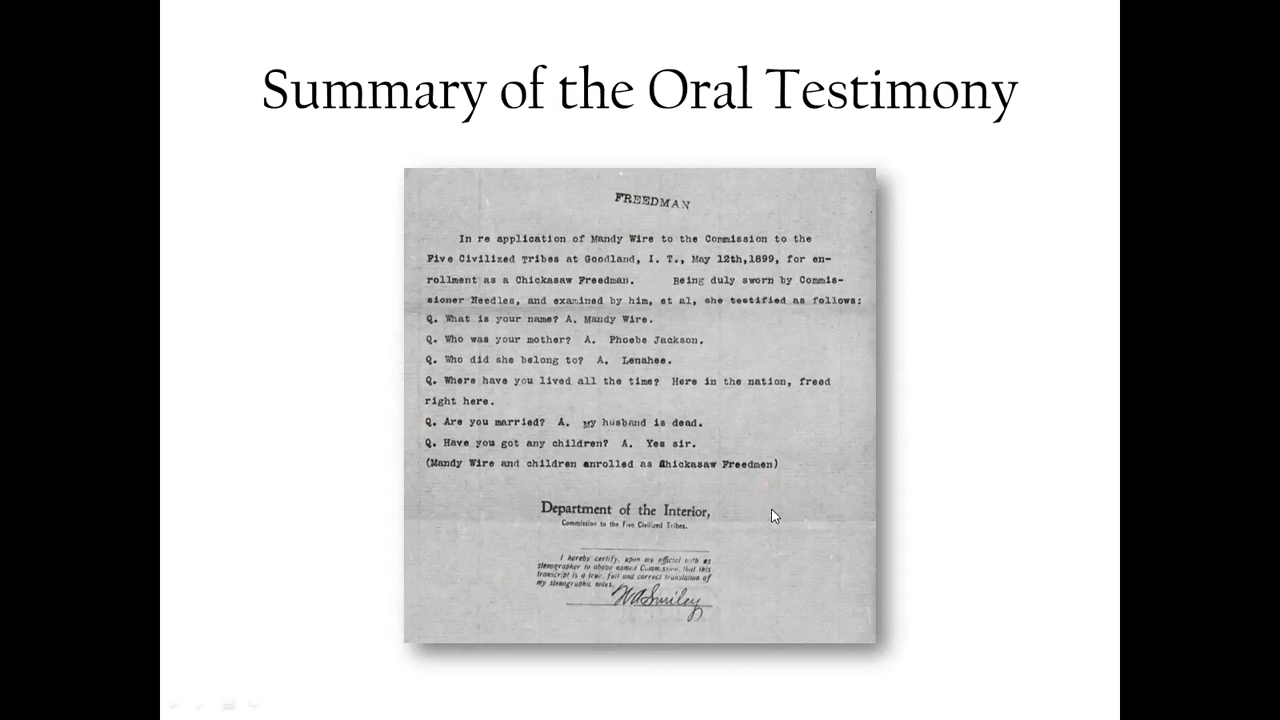 Summary of the Oral Testimony
FREEDMAN
In re application of Mandy Wire to the Commission to the
Five Civilized Tribes at Goodland, I. T., May 12th,1899, for en-
rollment as a Chickasaw Freedman. Being duly sworn by Commis-
sioner Needles, and examined by him, et al, she testified as follows:
Q. What is your name? A. Mandy Wire.
Q. Who was your mother? A. Phoebe Jackson.
Q. Who did she belong to? A. Lenahee.
Q. Where have you lived all the time? Here in the nation, freed
right here.
Q. Are you married? A. my husband is dead.
Q. Have you got any children? A. Yes sir.
(Mandy Wire and children enrolled as Chickasaw Freedmen)
Department of the Interior,
Commission to the Five Civilized Tribes.
I hereby certify, upon my official oath as
stenographer to above named Commission, that this
transcript is a true, full and correct translation of
my stenographic notes.
WASmiley